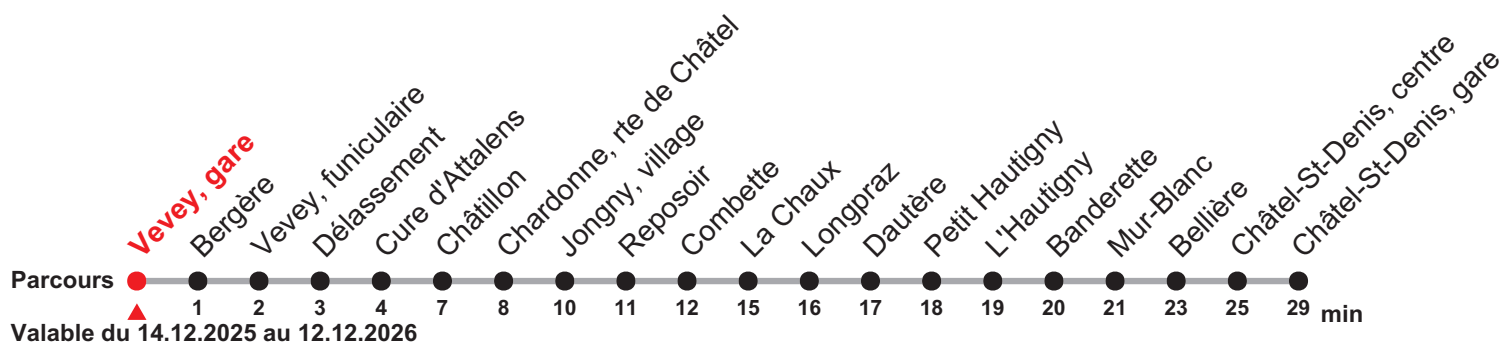 Vevey, gare
Bergère
Vevey, funiculaire
Délassement
Cure d'Attalens
Châtillon
Chardonne, rte de Châtel
Jongny, village
Reposoir
Combette
La Chaux
Longpraz
Dautère
Petit Hautigny
L'Hautigny
Banderette
Mur-Blanc
Bellière
Châtel-St-Denis, centre
Châtel-St-Denis, gare
Parcours
1 2 3 4 7 8 10 11 12 15 16 17 18 19 20 21 23 25 29 min
Valable du 14.12.2025 au 12.12.2026